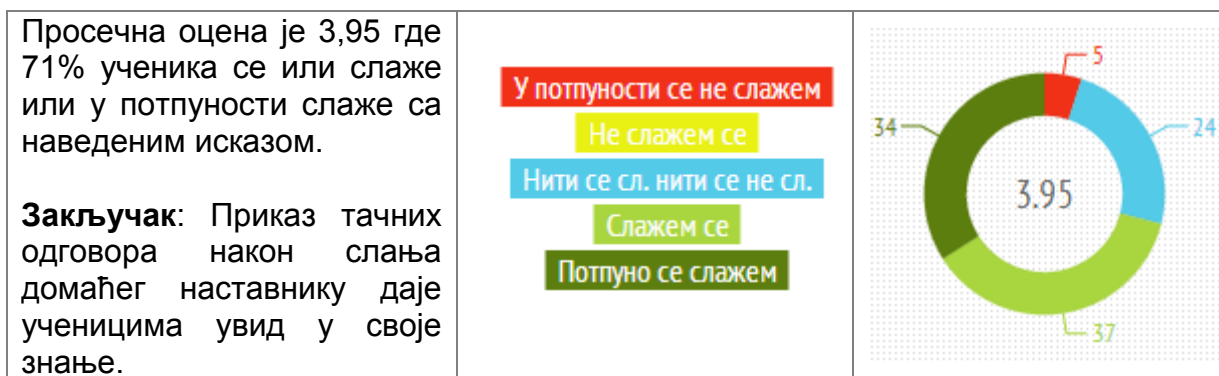 Просечна оцена је 3,95 где
71% ученика се или слаже
или у потпуности слаже са
наведеним исказом.
Закључак: Приказ тачних
одговора након слања
домаћег наставнику даје
ученицима увид у своје
знање.
У потпуности се не слажем
Не слажем се
Нити се сл. нити се не сл.
Слажем се
Потпуно се слажем
5
34
24
3.95
37